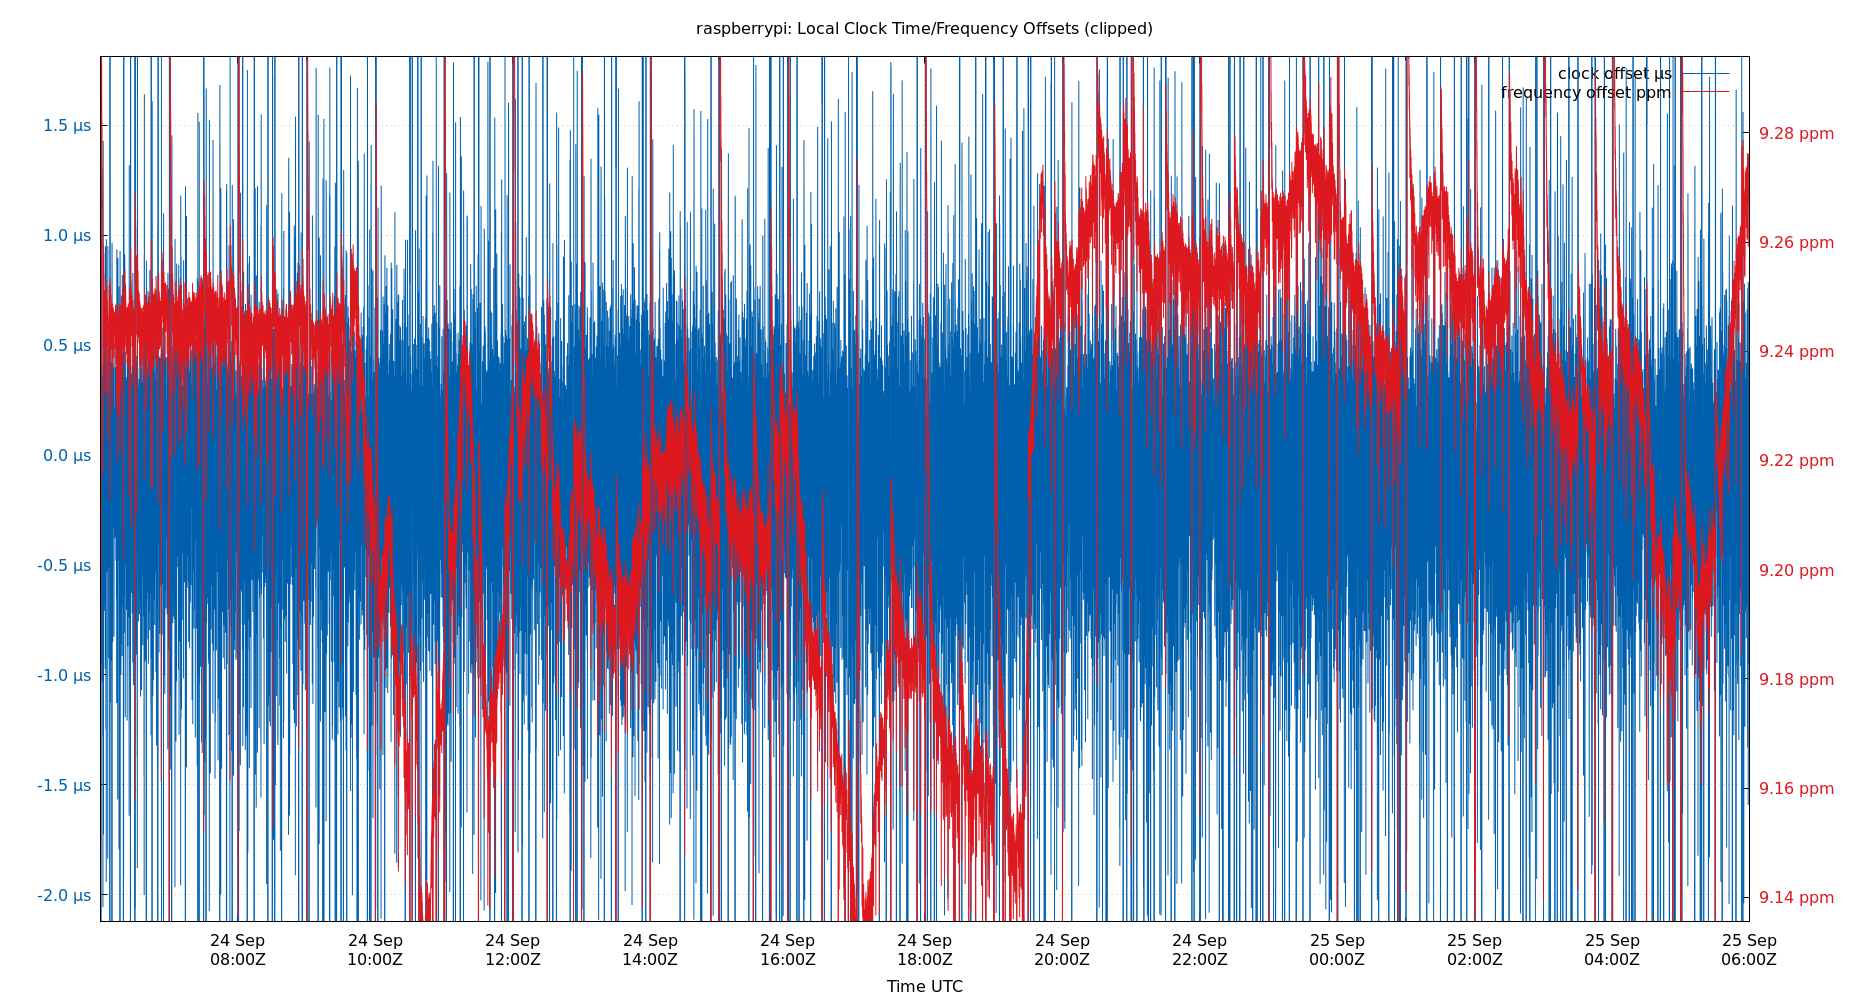 raspberrypi: Local Clock Time/Frequency Offsets (clipped)
clock offset µs
frequency offset ppm
1.5 µs
1.0 µs
0.5 µs
0.0 µs
-0.5 µs
-1.0 µs
-1.5 µs
-2.0 µs
9.28 ppm
9.26 ppm
9.24 ppm
9.22 ppm
9.20 ppm
9.18 ppm
9.16 ppm
9.14 ppm
24 Sep 24 Sep 24 Sep 24 Sep 24 Sep 24 Sep 24 Sep 24 Sep 25 Sep 25 Sep 25 Sep 25 Sep
08:00Z 10:00Z 12:00Z 14:00Z 16:00Z 18:00Z 20:00Z 22:00Z 00:00Z 02:00Z 04:00Z 06:00Z
Time UTC